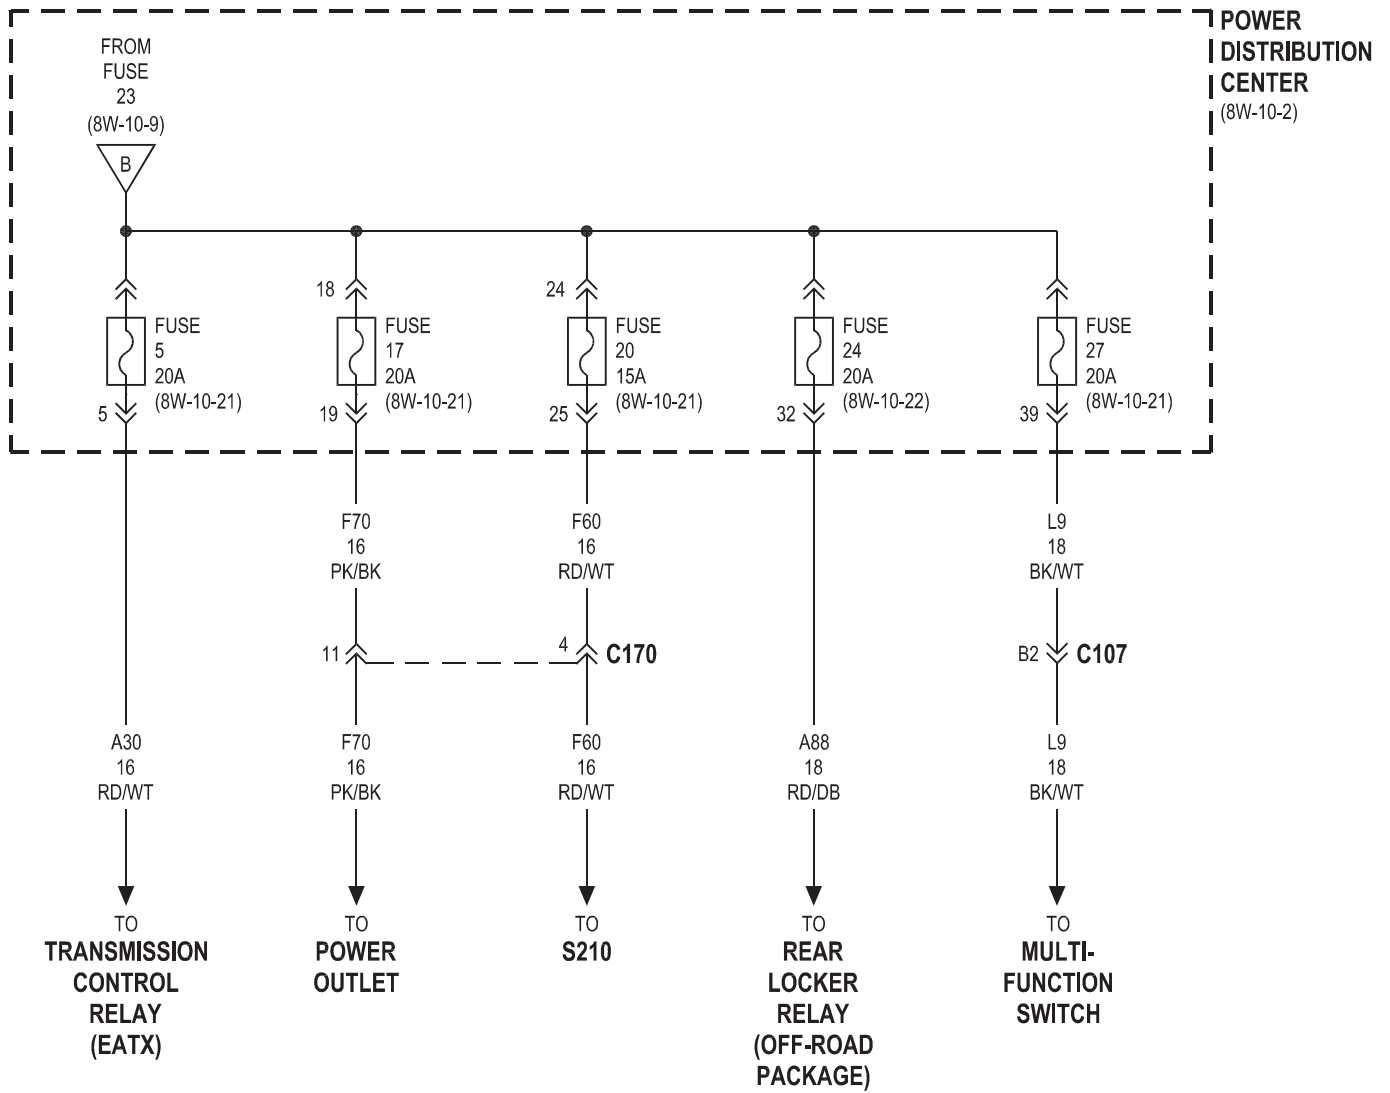 POWER
DISTRIBUTION
CENTER
(8W-10-2)
FROM
FUSE
23
(8W-10-9)
B
FUSE
5
20A
(8W-10-21)
5
18
FUSE
17
20A
(8W-10-21)
19
24
FUSE
20
15A
(8W-10-21)
25
FUSE
24
20A
(8W-10-22)
32
FUSE
27
20A
(8W-10-21)
39
F70
16
PK/BK
F60
16
RD/WT
L9
18
BK/WT
11
4
C170
B2
C107
A30
16
RD/WT
F70
16
PK/BK
F60
16
RD/WT
A88
18
RD/DB
L9
18
BK/WT
TO
TRANSMISSION
CONTROL
RELAY
(EATX)
TO
POWER
OUTLET
TO
S210
TO
REAR
LOCKER
RELAY
(OFF-ROAD
PACKAGE)
TO
MULTI-
FUNCTION
SWITCH